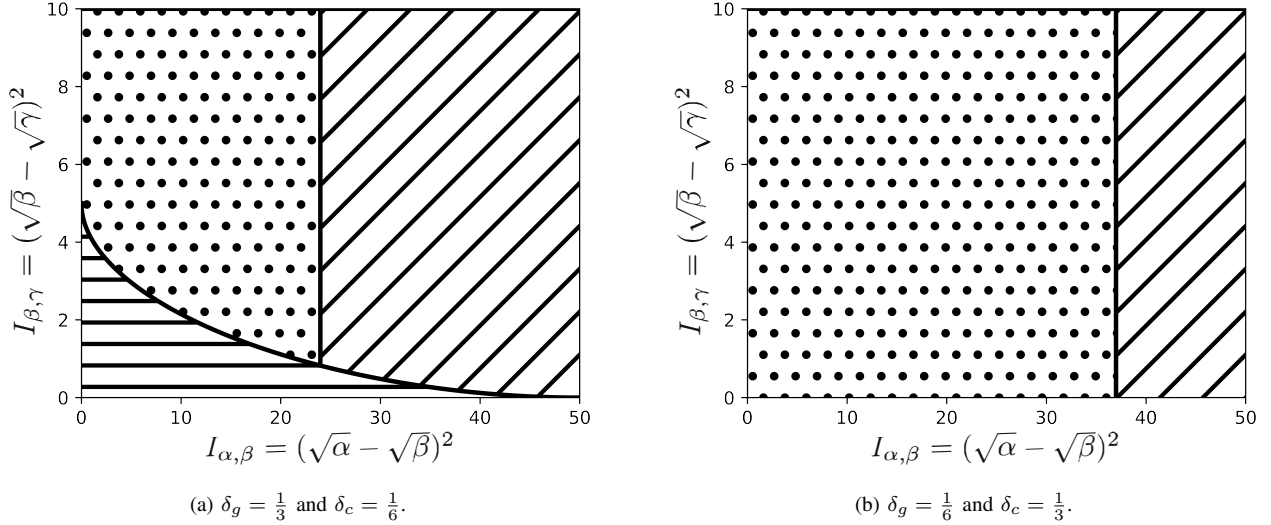 10
8
6
4
2
0
0 10 20 30 40 50
I_{β,γ} = (√β − √γ)²
I_{α,β} = (√α − √β)²
(a) δ_g = 1/3 and δ_c = 1/6.
10
8
6
4
2
0
0 10 20 30 40 50
I_{β,γ} = (√β − √γ)²
I_{α,β} = (√α − √β)²
(b) δ_g = 1/6 and δ_c = 1/3.